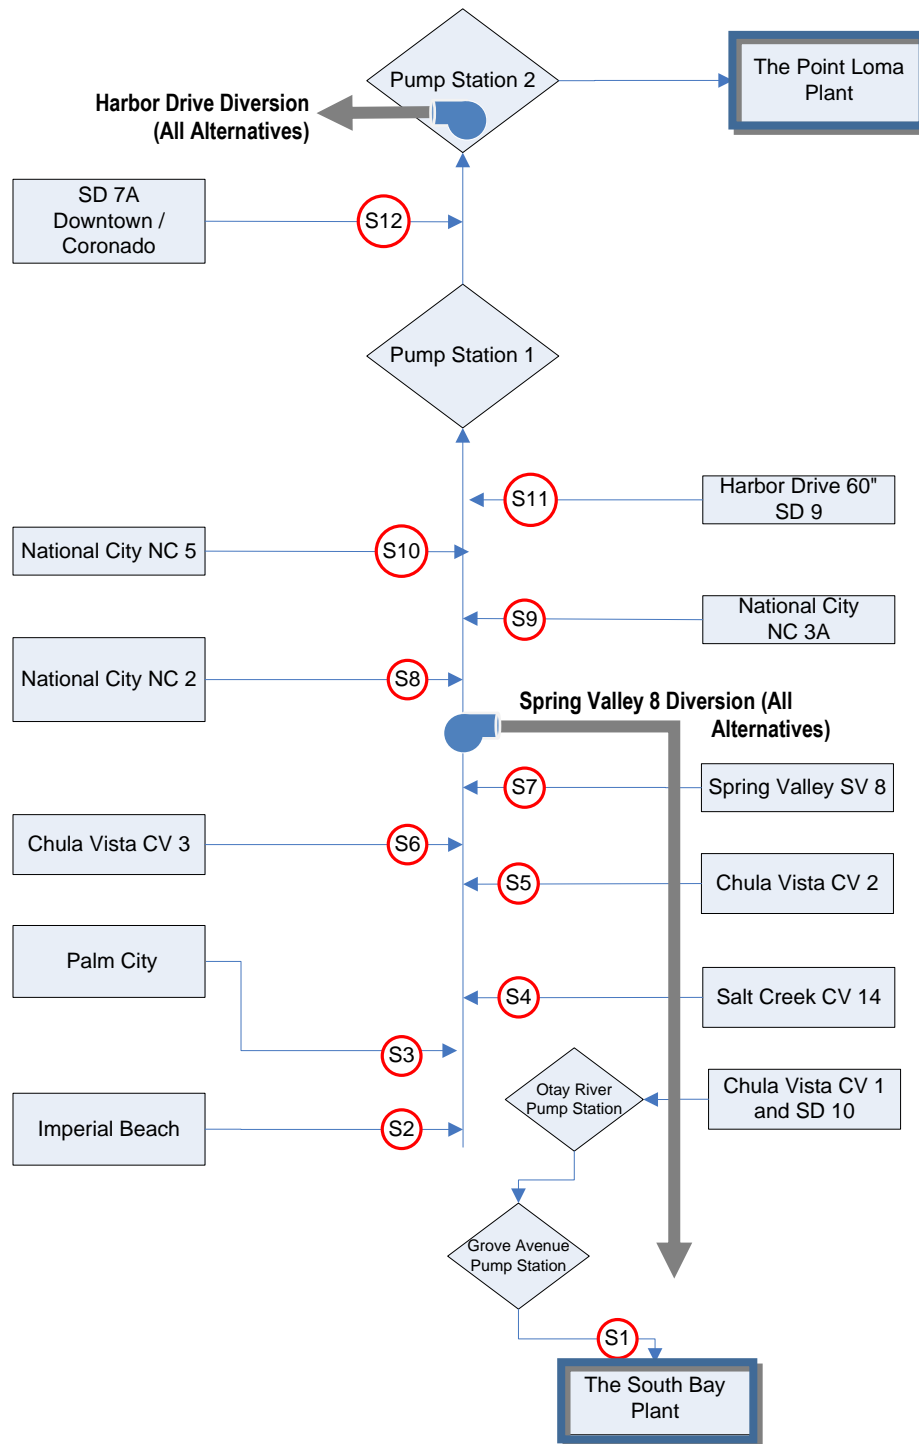 Pump Station 2
The Point Loma
Plant
Harbor Drive Diversion
(All Alternatives)
SD 7A
Downtown /
Coronado
S12
Pump Station 1
S11
Harbor Drive 60"
SD 9
National City NC 5
S10
S9
National City
NC 3A
National City NC 2
S8
Spring Valley 8 Diversion (All
Alternatives)
S7
Spring Valley SV 8
Chula Vista CV 3
S6
S5
Chula Vista CV 2
Palm City
S4
Salt Creek CV 14
S3
Otay River
Pump Station
Chula Vista CV 1
and SD 10
Imperial Beach
S2
Grove Avenue
Pump Station
S1
The South Bay
Plant